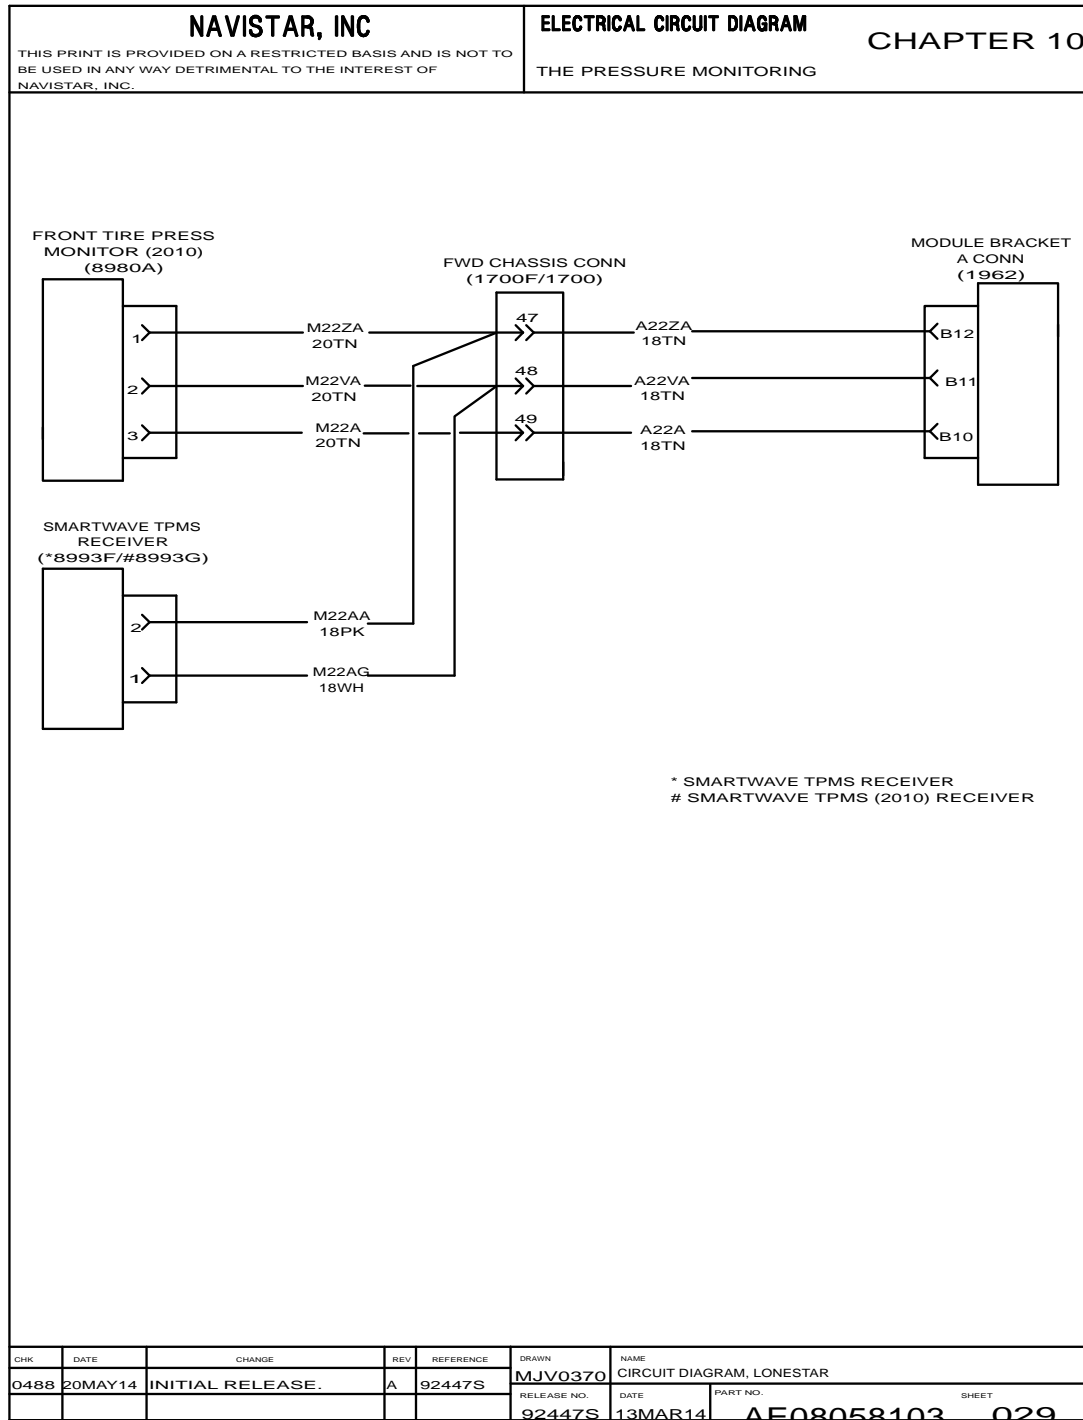 NAVISTAR, INC
THIS PRINT IS PROVIDED ON A RESTRICTED BASIS AND IS NOT TO
BE USED IN ANY WAY DETRIMENTAL TO THE INTEREST OF
NAVISTAR, INC.
ELECTRICAL CIRCUIT DIAGRAM
THE PRESSURE MONITORING
CHAPTER 10
FRONT TIRE PRESS
MONITOR (2010)
(8980A)
1
2
3
M22ZA
20TN
M22VA
20TN
M22A
20TN
FWD CHASSIS CONN
(1700F/1700)
47
48
49
A22ZA
18TN
A22VA
18TN
A22A
18TN
MODULE BRACKET
A CONN
(1962)
B12
B11
B10
SMARTWAVE TPMS
RECEIVER
(*8993F/#8993G)
2
1
M22AA
18PK
M22AG
18WH
* SMARTWAVE TPMS RECEIVER
# SMARTWAVE TPMS (2010) RECEIVER
CHK DATE CHANGE REV REFERENCE
0488 20MAY14 INITIAL RELEASE. A 92447S
DRAWN
MJV0370
NAME
CIRCUIT DIAGRAM, LONESTAR
RELEASE NO.
92447S
DATE
13MAR14
PART NO.
AE08058103
SHEET
029